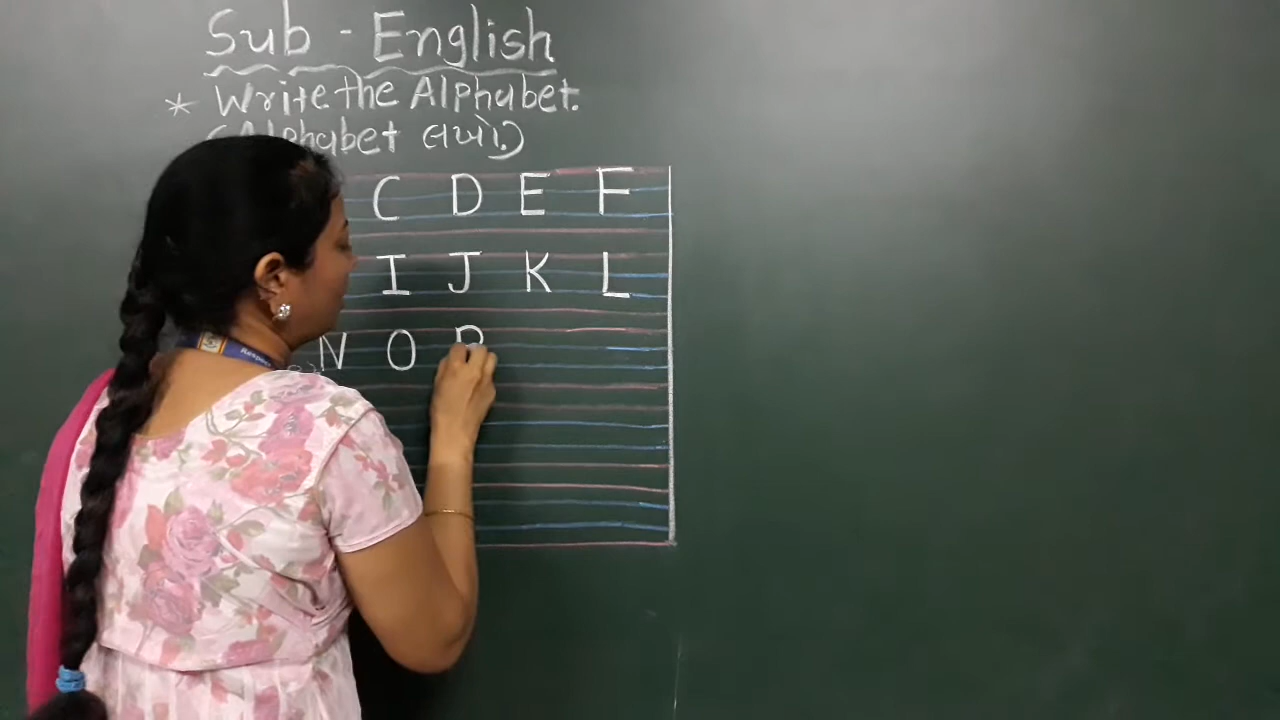 Sub - English
* Write the Alphabet.
(Alphabet લખો.)
C D E F
I J K L
N O P